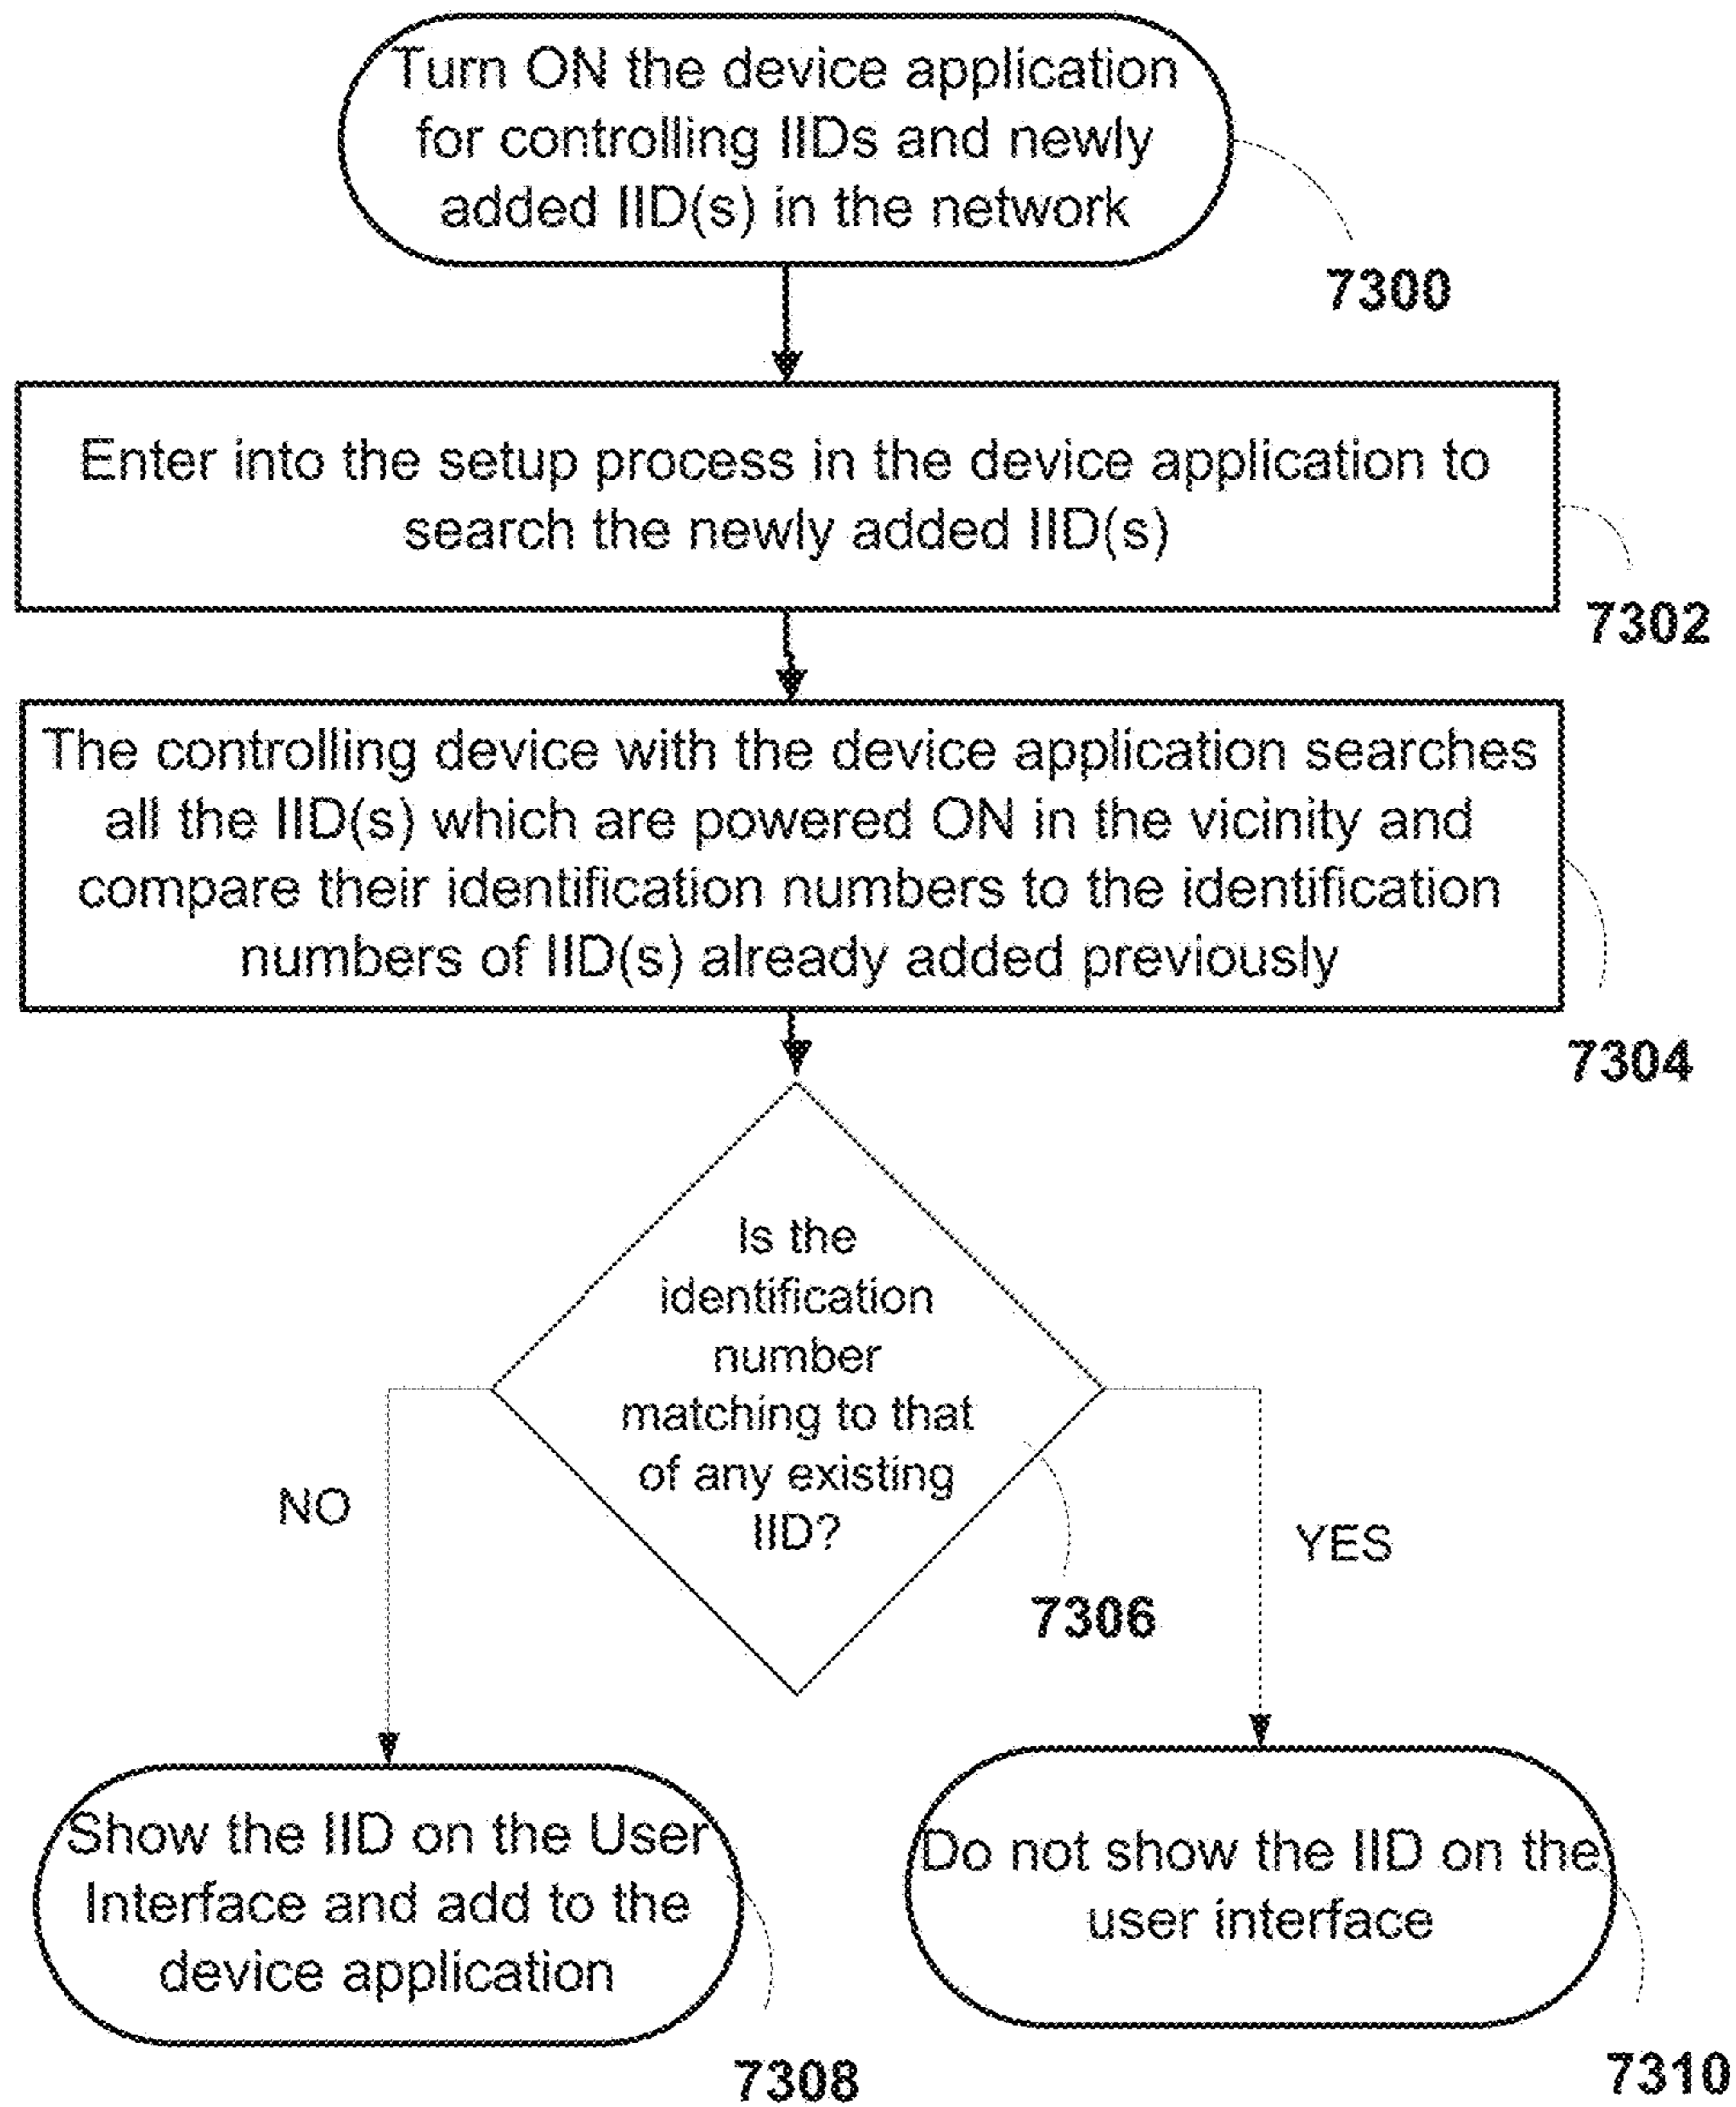 Turn ON the device application
for controlling IIDs and newly
added IID(s) in the network
7300
Enter into the setup process in the device application to
search the newly added IID(s)
7302
The controlling device with the device application searches
all the IID(s) which are powered ON in the vicinity and
compare their identification numbers to the identification
numbers of IID(s) already added previously
7304
Is the
identification
number
matching to that
of any existing
IID?
NO
YES
7306
Show the IID on the User
Interface and add to the
device application
7308
Do not show the IID on the
user interface
7310